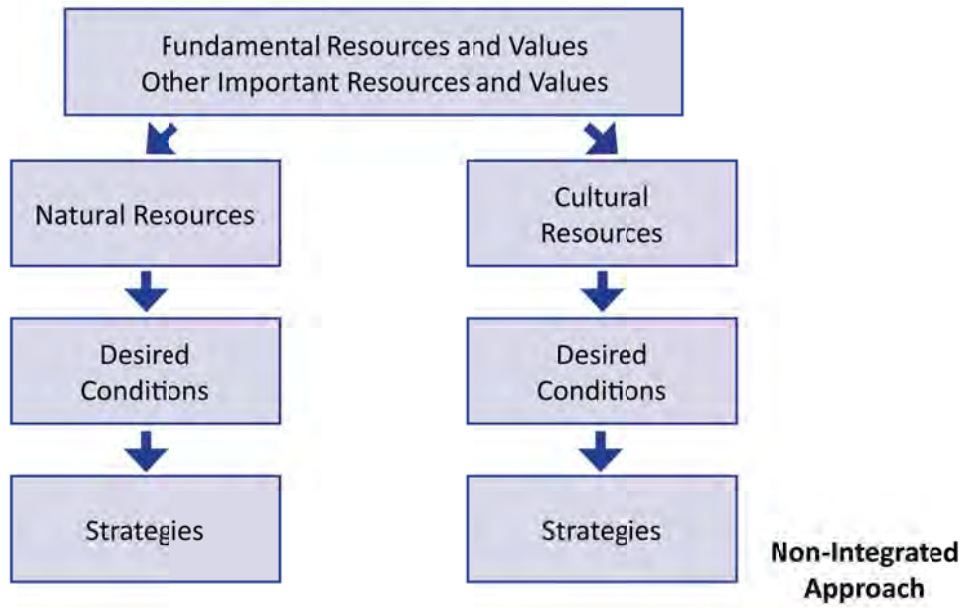 Fundamental Resources and Values
Other Important Resources and Values
Natural Resources
Cultural
Resources
Desired
Conditions
Desired
Conditions
Strategies
Strategies
Non-Integrated
Approach